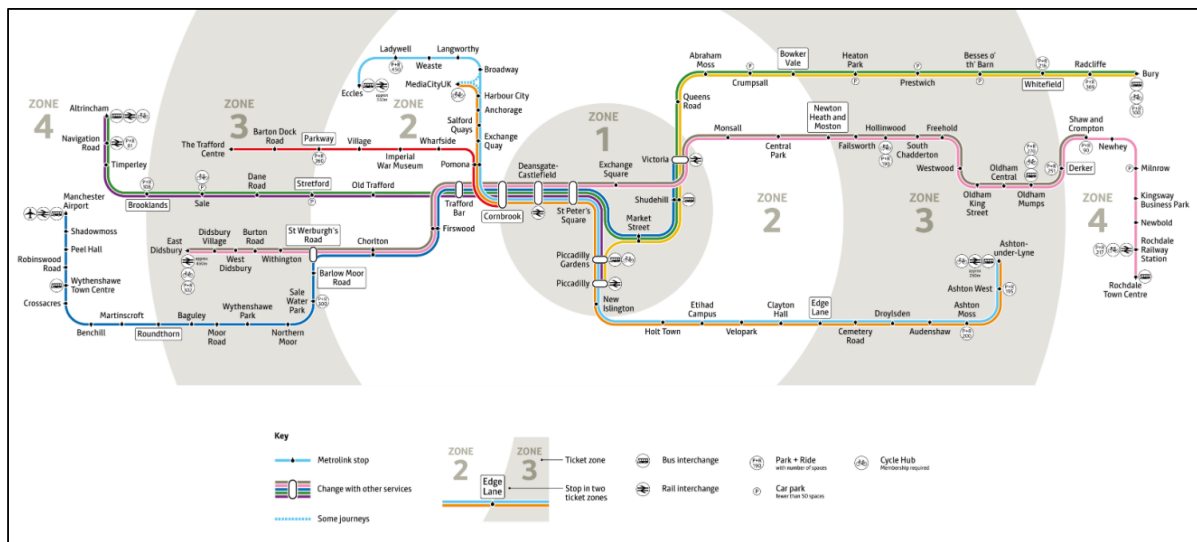 ZONE
4
ZONE
3
ZONE
2
ZONE
1
ZONE
2
ZONE
3
ZONE
4
Altrincham
Navigation
Road
Timperley
Brooklands
Sale
Dane
Road
Stretford
Old Trafford
Trafford
Bar
Cornbrook
The Trafford
Centre
Barton Dock
Road
Parkway
Village
Imperial
War Museum
Wharfside
Pomona
Eccles
Ladywell
Weaste
Langworthy
Broadway
MediaCityUK
Harbour City
Anchorage
Salford
Quays
Exchange
Quay
Deansgate-
Castlefield
St Peter's
Square
Exchange
Square
Victoria
Shudehill
Market
Street
Piccadilly
Gardens
Piccadilly
New
Islington
Holt Town
Etihad
Campus
Velopark
Clayton
Hall
Edge
Lane
Cemetery
Road
Droylsden
Audenshaw
Ashton
Moss
Ashton West
Ashton-
under-Lyne
Queens
Road
Abraham
Moss
Crumpsall
Bowker
Vale
Heaton
Park
Prestwich
Besses o'
th' Barn
Whitefield
Radcliffe
Bury
Monsall
Central
Park
Newton
Heath and
Moston
Failsworth
Hollinwood
South
Chadderton
Freehold
Westwood
Oldham
King
Street
Oldham
Central
Oldham
Mumps
Derker
Shaw and
Crompton
Newhey
Milnrow
Kingsway
Business Park
Newbold
Rochdale
Railway
Station
Rochdale
Town Centre
Manchester
Airport
Shadowmoss
Peel Hall
Robinswood
Road
Wythenshawe
Town Centre
Crossacres
Benchill
Martinscroft
Roundthorn
Baguley
Moor
Road
Wythenshawe
Park
Northern
Moor
Sale
Water
Park
Barlow Moor
Road
St Werburgh's
Road
East
Didsbury
Didsbury
Village
West
Didsbury
Burton
Road
Withington
Chorlton
Firswood
Key
Metrolink stop
Change with other services
Some journeys
ZONE
2
ZONE
3
Edge
Lane
Ticket zone
Stop in two
ticket zones
Bus interchange
Rail interchange
Park + Ride
with number of spaces
Car park
fewer than 50 spaces
Cycle Hub
Membership required